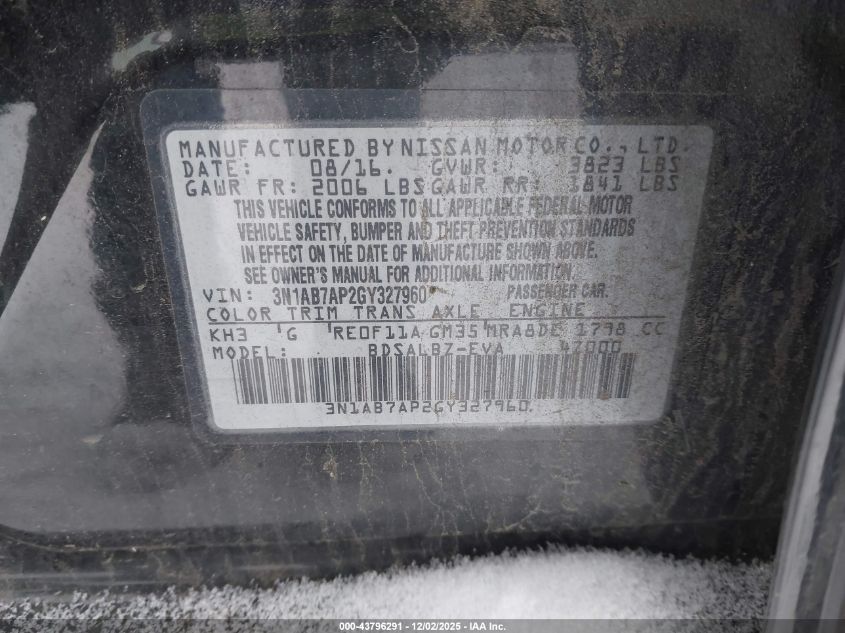 MANUFACTURED BY NISSAN MOTOR CO., LTD.
DATE: 08/16. GVWR: 3823 LBS
GAWR FR: 2006 LBS GAWR RR: 1841 LBS
THIS VEHICLE CONFORMS TO ALL APPLICABLE FEDERAL MOTOR
VEHICLE SAFETY, BUMPER AND THEFT PREVENTION STANDARDS
IN EFFECT ON THE DATE OF MANUFACTURE SHOWN ABOVE.
SEE OWNER'S MANUAL FOR ADDITIONAL INFORMATION.
VIN: 3N1AB7AP2GY327960 PASSENGER CAR.
COLOR TRIM TRANS AXLE ENGINE
KH3 G RE0F11A GM35 MRA8DE 1798 CC
MODEL: BDSALB7-EVA 47000
3N1AB7AP2GY327960.
000-43796291 - 12/02/2025 - IAA Inc.